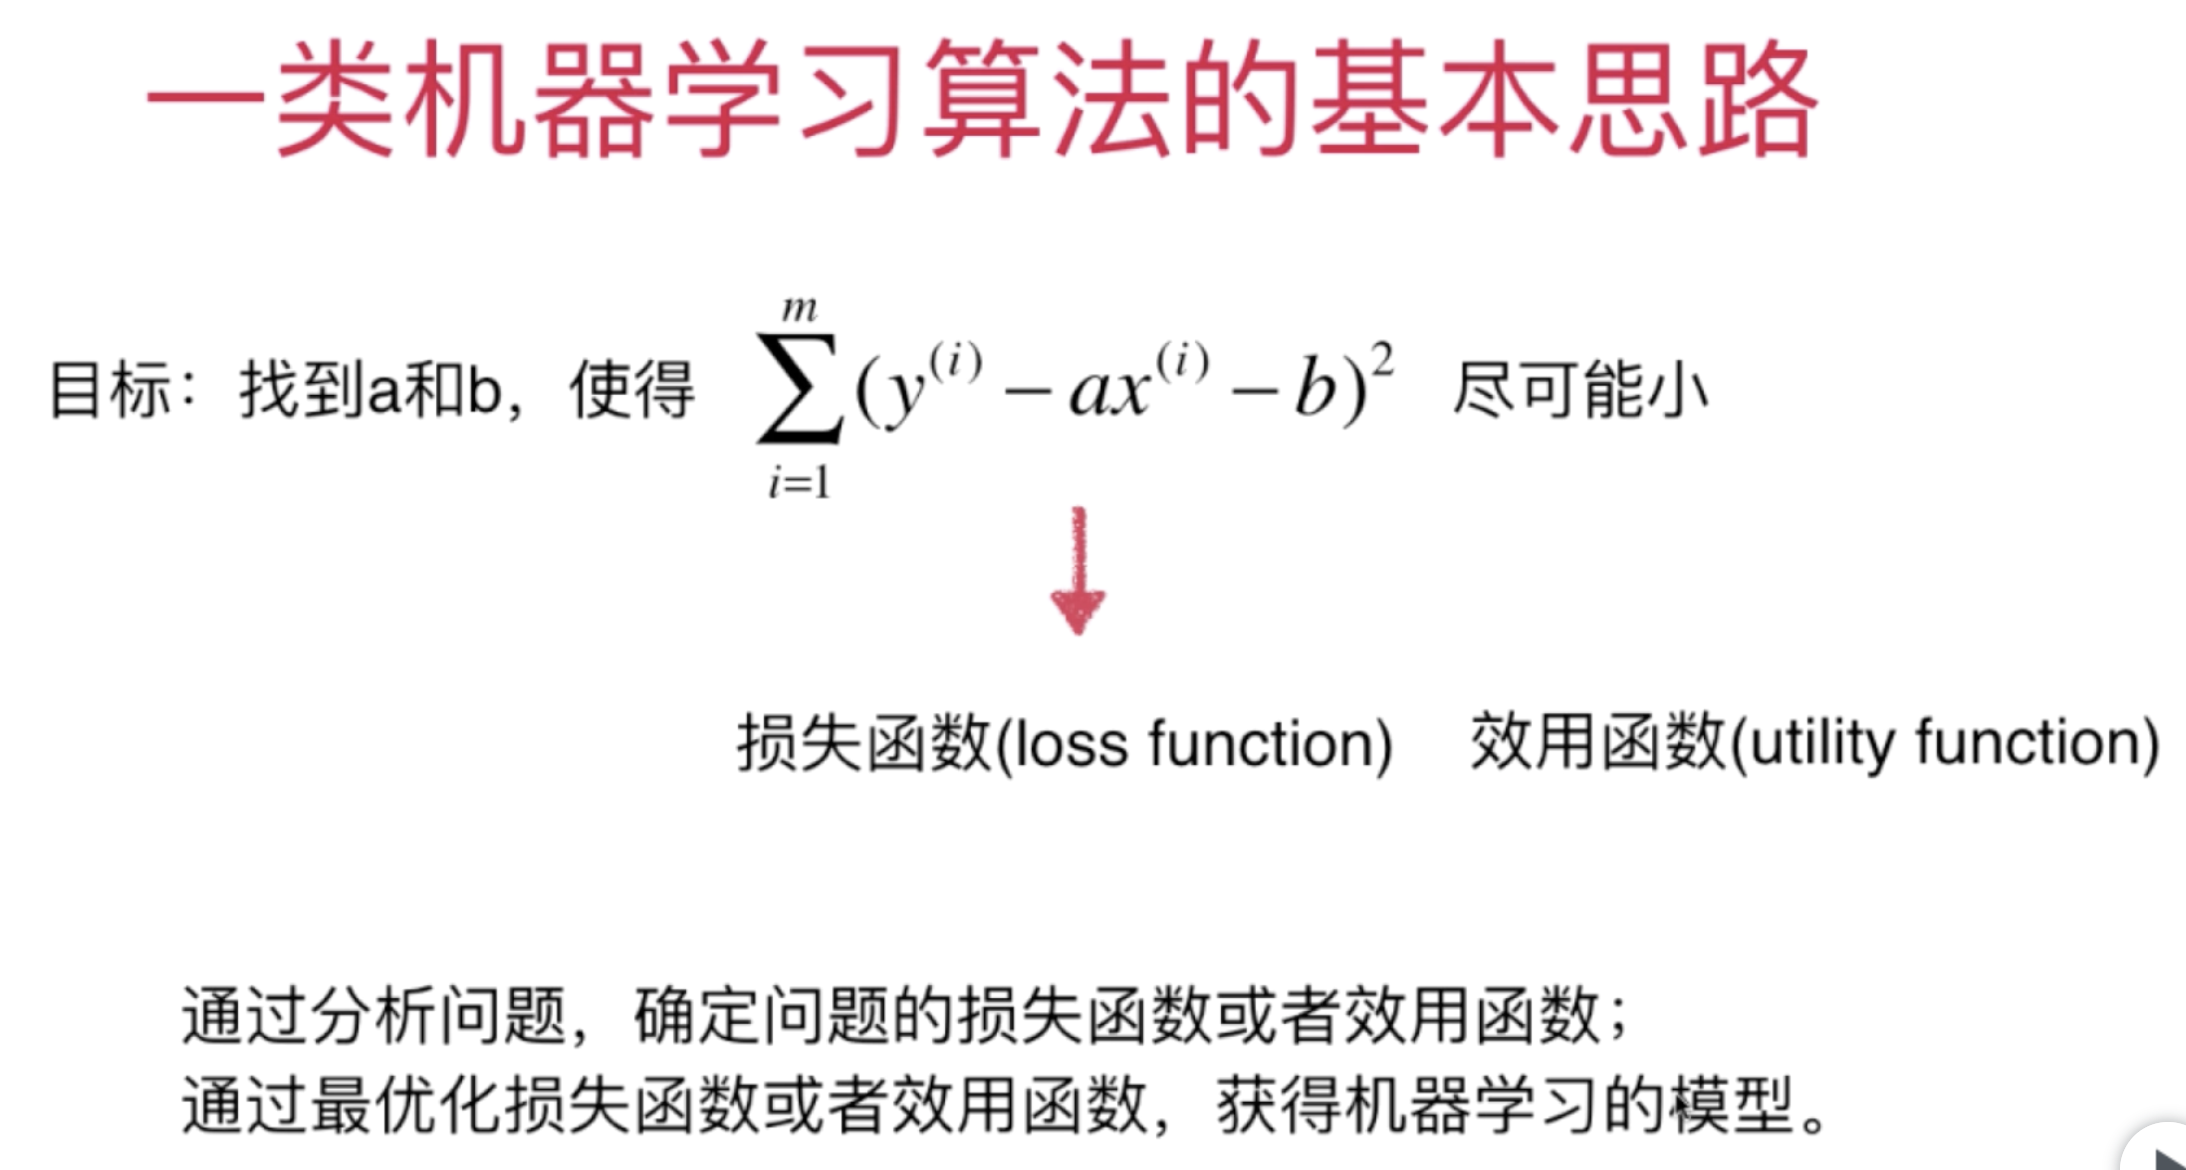 一类机器学习算法的基本思路
目标：找到a和b，使得 $\sum_{i=1}^{m}(y^{(i)} - ax^{(i)} - b)^2$ 尽可能小
损失函数(loss function) 效用函数(utility function)
通过分析问题，确定问题的损失函数或者效用函数；
通过最优化损失函数或者效用函数，获得机器学习的模型。